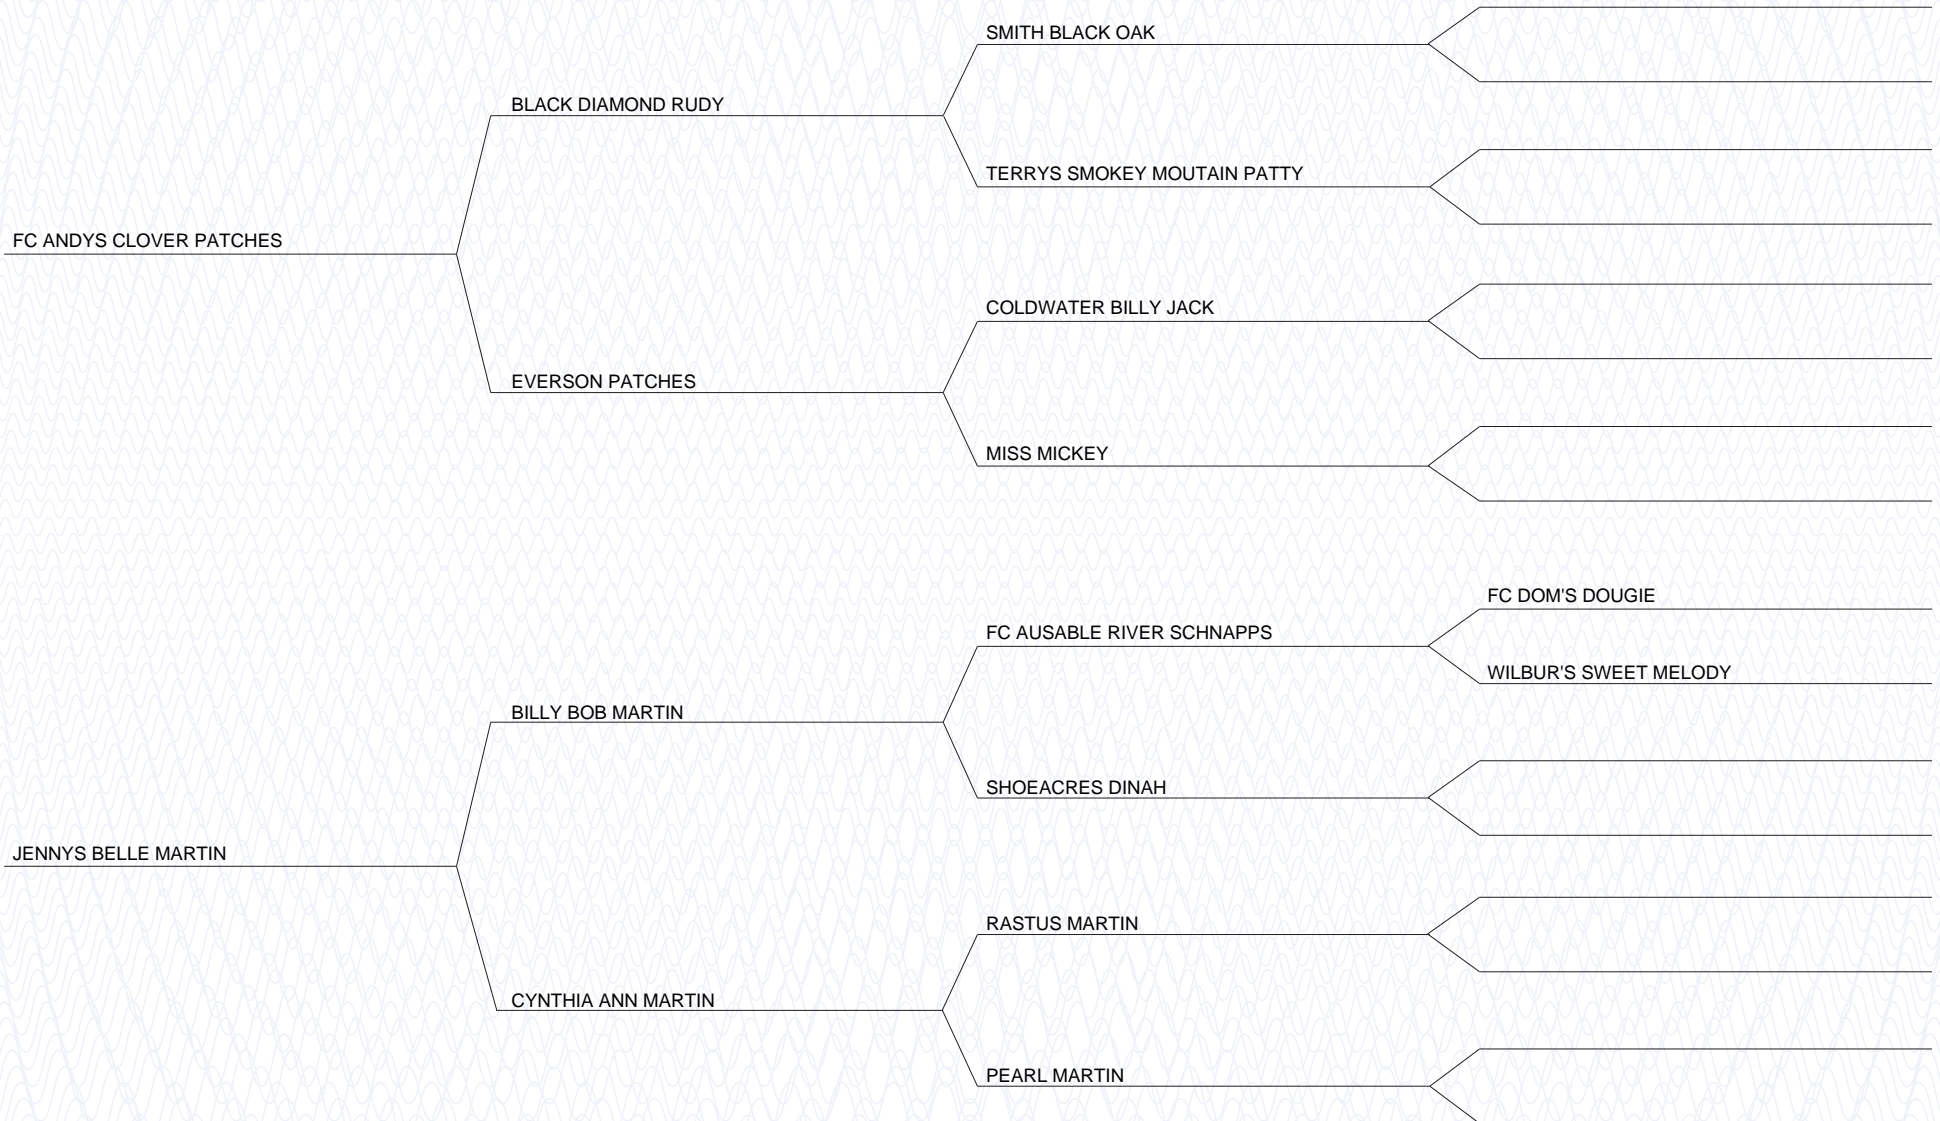 SMITH BLACK OAK
BLACK DIAMOND RUDY
TERRYS SMOKEY MOUTAIN PATTY
FC ANDYS CLOVER PATCHES
COLDWATER BILLY JACK
EVERSON PATCHES
MISS MICKEY
FC DOM'S DOUGIE
FC AUSABLE RIVER SCHNAPPS
WILBUR'S SWEET MELODY
BILLY BOB MARTIN
SHOEACRES DINAH
JENNYS BELLE MARTIN
RASTUS MARTIN
CYNTHIA ANN MARTIN
PEARL MARTIN